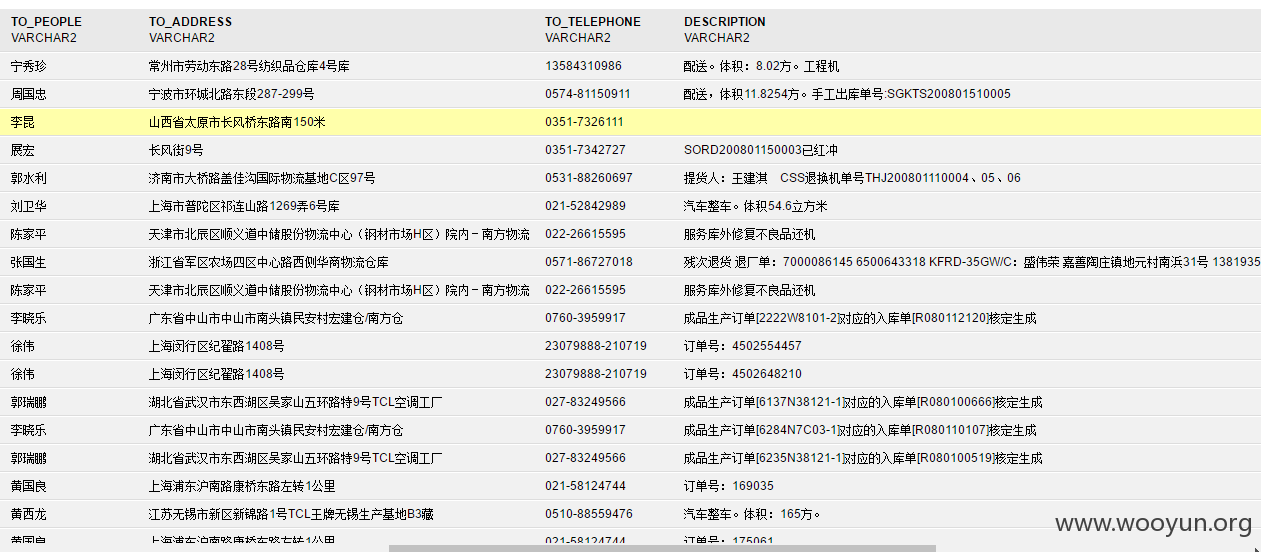 TO_PEOPLE TO_ADDRESS TO_TELEPHONE DESCRIPTION
VARCHAR2 VARCHAR2 VARCHAR2 VARCHAR2
宁秀珍 常州市劳动东路28号纺织品仓库4号库 13584310986 配送。体积：8.02方。工程机
周国忠 宁波市环城北路东段287-299号 0574-81150911 配送，体积11.8254方。手工出库单号:SGKTS200801510005
李昆 山西省太原市长风桥东路南150米 0351-7326111
展宏 长风街9号 0351-7342727 SORD200801150003已红冲
郭水利 济南市大桥路盖佳沟国际物流基地C区97号 0531-88260697 提货人：王建淇 CSS退换机单号THJ200801110004、05、06
刘卫华 上海市普陀区祁连山路1269弄6号库 021-52842989 汽车整车。体积54.6立方米
陈家平 天津市北辰区顺义道中储股份物流中心（钢材市场H区）院内－南方物流 022-26615595 服务库外修复不良品还机
张国生 浙江省军区农场四区中心路西侧华商物流仓库 0571-86727018 残次退货 退厂单：7000086145 6500643318 KFRD-35GW/C：盛伟荣 嘉善陶庄镇地元村南浜31号 1381935
陈家平 天津市北辰区顺义道中储股份物流中心（钢材市场H区）院内－南方物流 022-26615595 服务库外修复不良品还机
李晓乐 广东省中山市中山市南头镇民安村宏建仓/南方仓 0760-3959917 成品生产订单[2222W8101-2]对应的入库单[R080112120]核定生成
徐伟 上海闵行区纪翟路1408号 23079888-210719 订单号：4502554457
徐伟 上海闵行区纪翟路1408号 23079888-210719 订单号：4502648210
郭瑞鹏 湖北省武汉市东西湖区吴家山五环路特9号TCL空调工厂 027-83249566 成品生产订单[6137N38121-1]对应的入库单[R080100666]核定生成
李晓乐 广东省中山市中山市南头镇民安村宏建仓/南方仓 0760-3959917 成品生产订单[6284N7C03-1]对应的入库单[R080110107]核定生成
郭瑞鹏 湖北省武汉市东西湖区吴家山五环路特9号TCL空调工厂 027-83249566 成品生产订单[6235N38121-1]对应的入库单[R080100519]核定生成
黄国良 上海浦东沪南路康桥东路左转1公里 021-58124744 订单号：169035
黄西龙 江苏无锡市新区新锦路1号TCL王牌无锡生产基地B3藏 0510-88559476 汽车整车。体积：165方。
黄国良 上海浦东沪南路康桥东路左转1公里 021-58124744 订单号：175061
www.wooyun.org